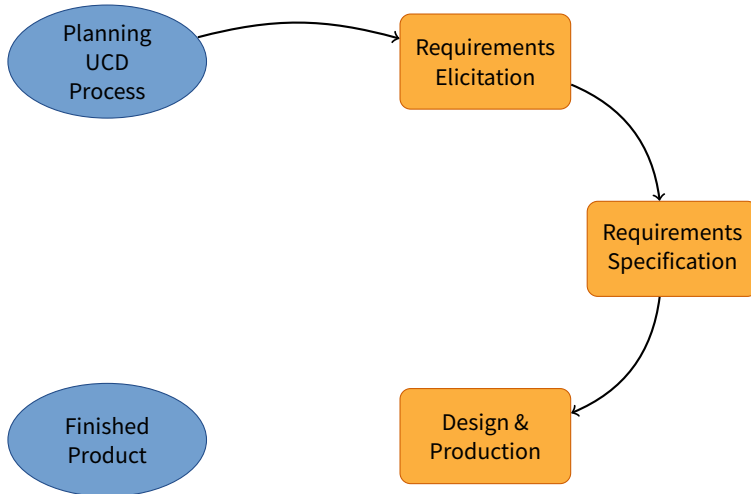 Planning
UCD
Process
Requirements
Elicitation
Requirements
Specification
Finished
Product
Design &
Production